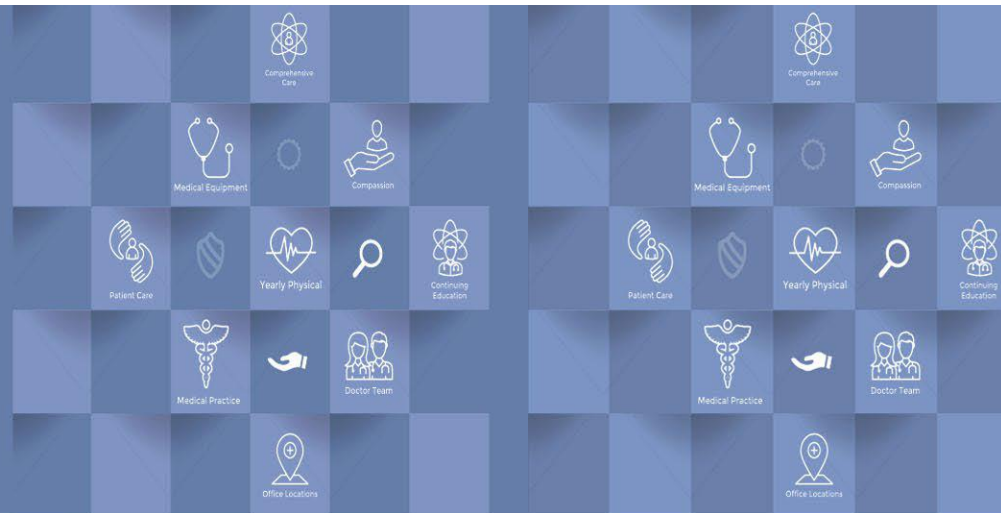 Comprehensive
Care
Medical Equipment
Compassion
Patient Care
Yearly Physical
Continuing
Education
Medical Practice
Doctor Team
Office Locations
Comprehensive
Care
Medical Equipment
Compassion
Patient Care
Yearly Physical
Continuing
Education
Medical Practice
Doctor Team
Office Locations